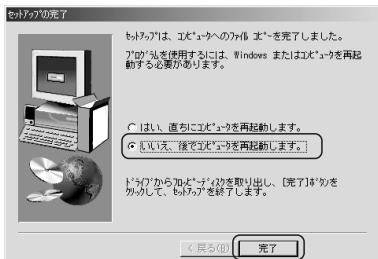 ｾｯﾄｱｯﾌﾟの完了
ｾｯﾄｱｯﾌﾟは、ｺﾝﾋﾟｭｰﾀへのﾌｧｲﾙ ｺﾋﾟｰを完了しました。
ﾌﾟﾛｸﾞﾗﾑを使用するには、Windows またはｺﾝﾋﾟｭｰﾀを再起
動する必要があります。
はい、直ちにｺﾝﾋﾟｭｰﾀを再起動します。
いいえ、後でｺﾝﾋﾟｭｰﾀを再起動します。
ﾄﾞﾗｲﾌﾞからﾌﾛｯﾋﾟｰﾃﾞｨｽｸを取り出し、[完了]ﾎﾞﾀﾝを
ｸﾘｯｸして、ｾｯﾄｱｯﾌﾟを終了します。
< 戻る(B)
完了